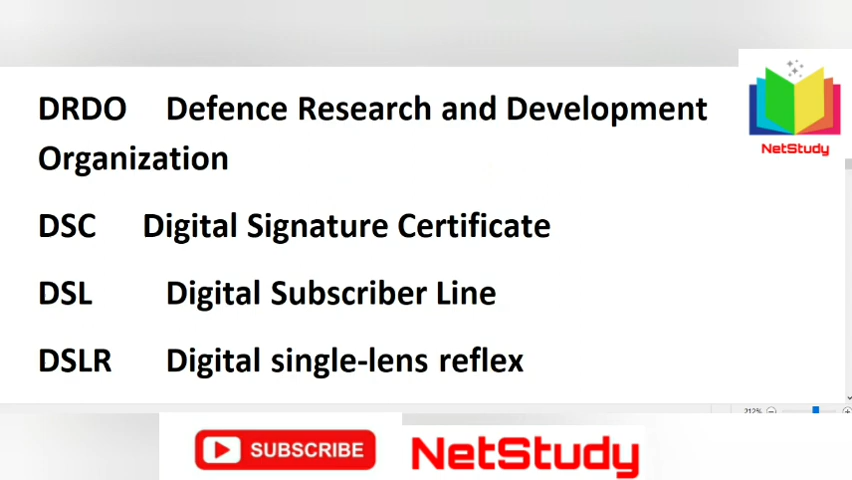 DRDO Defence Research and Development
Organization
NetStudy
DSC Digital Signature Certificate
DSL Digital Subscriber Line
DSLR Digital single-lens reflex
212%
SUBSCRIBE NetStudy